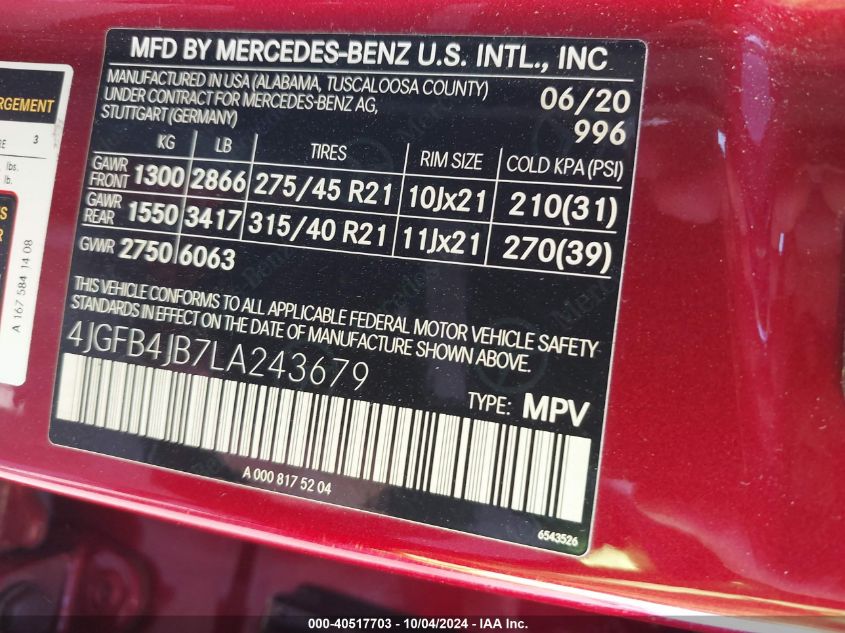 MFD BY MERCEDES-BENZ U.S. INTL., INC
MANUFACTURED IN USA (ALABAMA, TUSCALOOSA COUNTY)
UNDER CONTRACT FOR MERCEDES-BENZ AG,
STUTTGART (GERMANY)
06/20
996
KG LB TIRES RIM SIZE COLD KPA (PSI)
GAWR FRONT 1300 2866 275/45 R21 10Jx21 210(31)
GAWR REAR 1550 3417 315/40 R21 11Jx21 270(39)
GVWR 2750 6063
THIS VEHICLE CONFORMS TO ALL APPLICABLE FEDERAL MOTOR VEHICLE SAFETY
STANDARDS IN EFFECT ON THE DATE OF MANUFACTURE SHOWN ABOVE.
4JGFB4JB7LA243679
TYPE: MPV
A 000 817 52 04
6543526
RGEMENT
3
lbs.
lb.
A 167 584 14 08
000-40517703 - 10/04/2024 - IAA Inc.